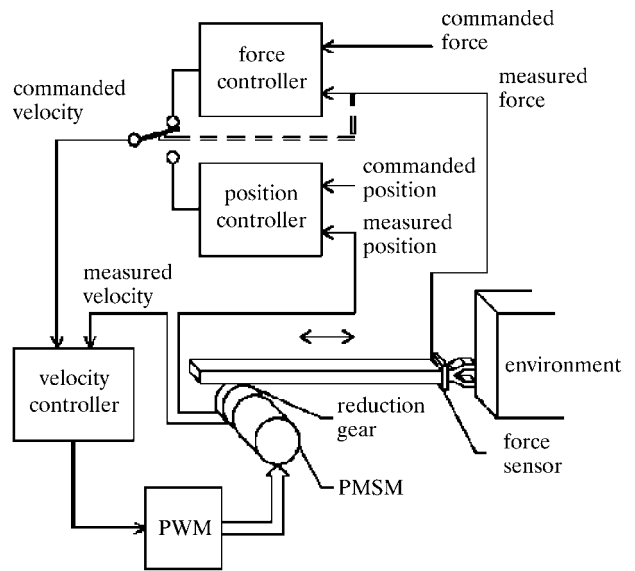 commanded
force
force
controller
measured
force
commanded
velocity
commanded
position
position
controller
measured
position
measured
velocity
environment
velocity
controller
reduction
gear
force
sensor
PMSM
PWM